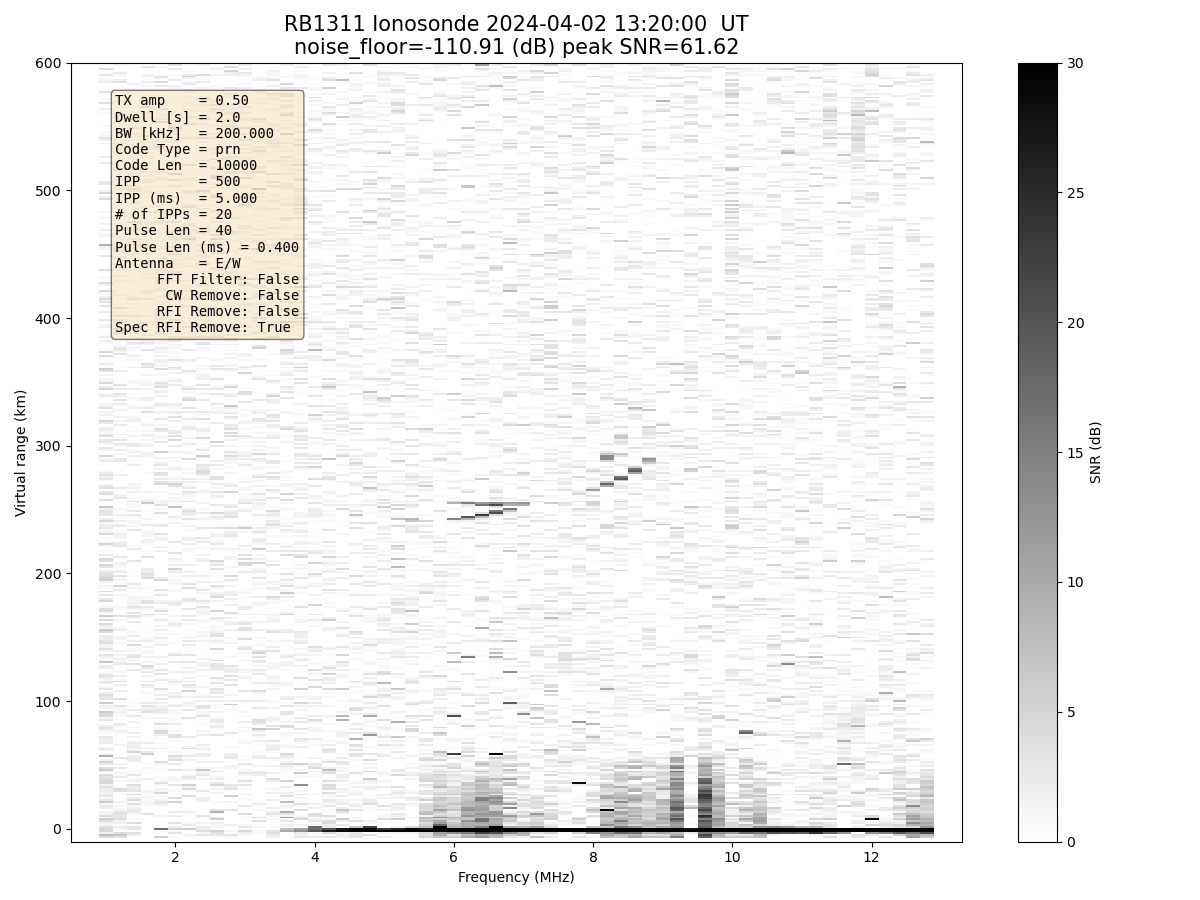 RB1311 Ionosonde 2024-04-02 13:20:00  UT
noise_floor=-110.91 (dB) peak SNR=61.62
TX amp    = 0.50
Dwell [s] = 2.0
BW [kHz]  = 200.000
Code Type = prn
Code Len  = 10000
IPP       = 500
IPP (ms)  = 5.000
# of IPPs = 20
Pulse Len = 40
Pulse Len (ms) = 0.400
Antenna   = E/W
FFT Filter: False
CW Remove: False
RFI Remove: False
Spec RFI Remove: True
Virtual range (km)
600
500
400
300
200
100
0
2 4 6 8 10 12
Frequency (MHz)
30
25
20
15
10
5
0
SNR (dB)